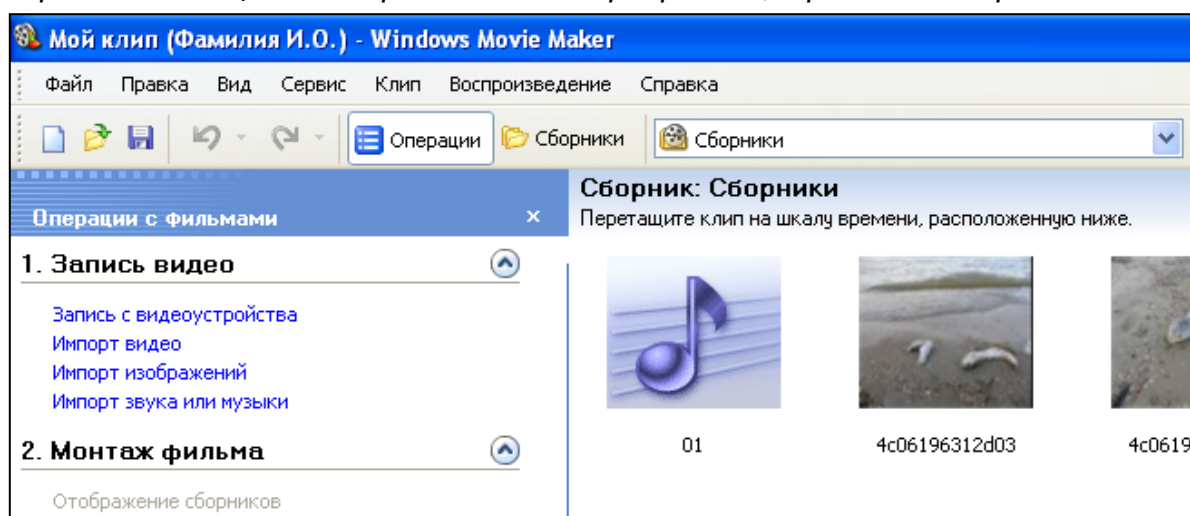 Мой клип (Фамилия И.О.) - Windows Movie Maker
Файл Правка Вид Сервис Клип Воспроизведение Справка
Операции Сборники Сборники
Операции с фильмами
Сборник: Сборники
Перетащите клип на шкалу времени, расположенную ниже.
1. Запись видео
Запись с видеоустройства
Импорт видео
Импорт изображений
Импорт звука или музыки
01 4c06196312d03 4c0619
2. Монтаж фильма
Отображение сборников